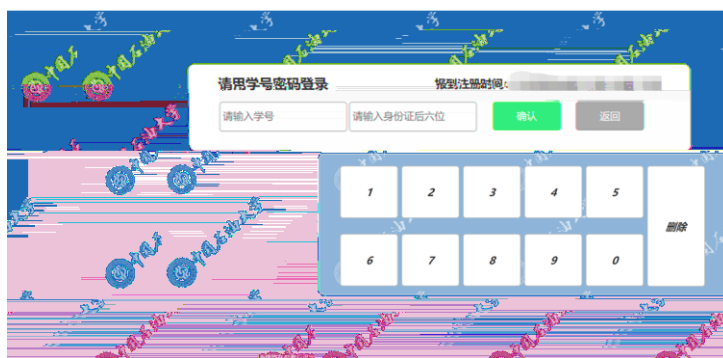 请用学号密码登录 报到注册时间:
请输入学号 请输入身份证后六位 确认 返回
1 2 3 4 5
删除
6 7 8 9 0